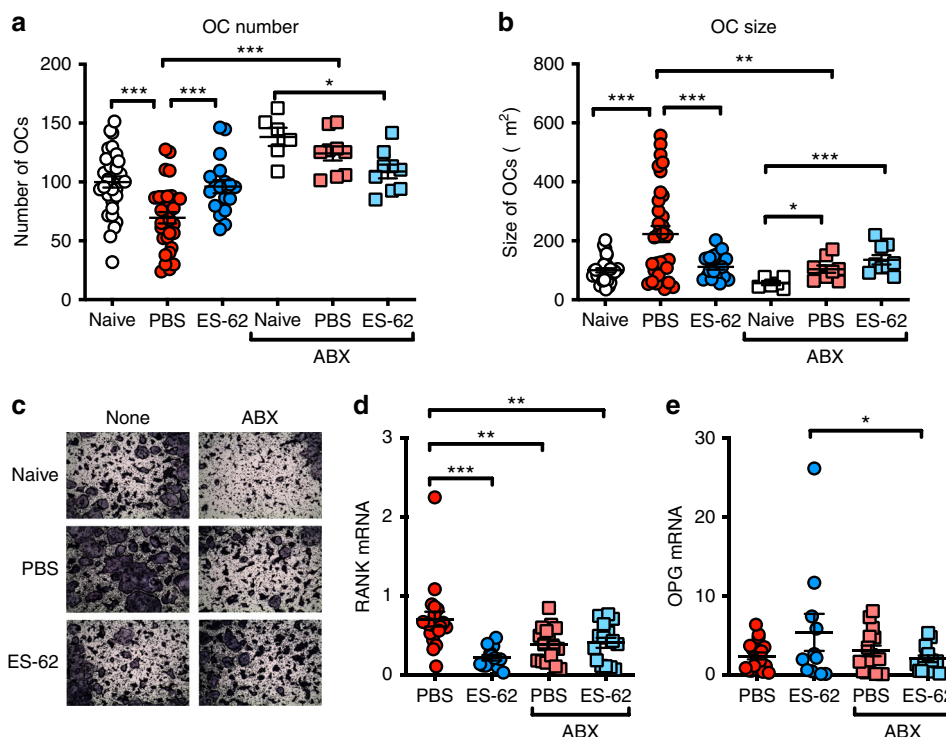 a
OC number
Number of OCs
200
150
100
50
0
***
***
***
*
Naive PBS ES-62 Naive PBS ES-62
ABX
b
OC size
Size of OCs ( m²)
800
600
400
200
0
***
***
**
***
*
Naive PBS ES-62 Naive PBS ES-62
ABX
c
None ABX
Naive
PBS
ES-62
d
RANK mRNA
3
2
1
0
**
**
***
PBS ES-62 PBS ES-62
ABX
e
OPG mRNA
30
20
10
0
*
PBS ES-62 PBS ES-62
ABX